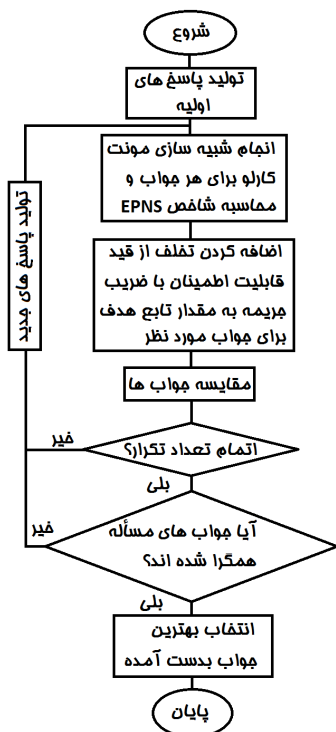 شروع
تولید پاسخ های
اولیه
انجام شبیه سازی مونت
کارلو برای هر جواب و
محاسبه شاخص EPNS
تولید پاسخ های جدید
اضافه کردن تخلف از قید
قابلیت اطمینان با ضریب
جریمه به مقدار تابع هدف
برای جواب مورد نظر
مقایسه جواب ها
خیر
اتمام تعداد تکرار؟
بلی
خیر
آیا جواب های مسأله
همگرا شده اند؟
بلی
انتخاب بهترین
جواب بدست آمده
پایان